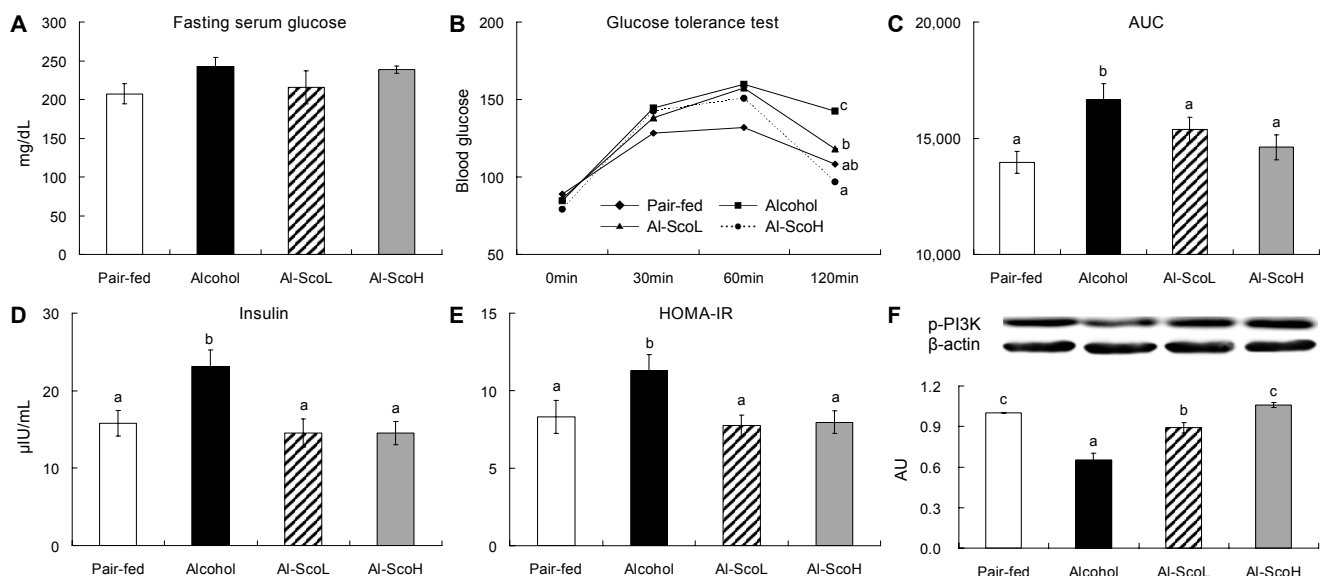 A
Fasting serum glucose
mg/dL
300
250
200
150
100
50
0
Pair-fed
Alcohol
Al-ScoL
Al-ScoH
B
Glucose tolerance test
Blood glucose
200
150
100
50
c
b
ab
a
Pair-fed
Alcohol
Al-ScoL
Al-ScoH
0min
30min
60min
120min
C
AUC
20,000
15,000
10,000
a
b
a
a
Pair-fed
Alcohol
Al-ScoL
Al-ScoH
D
Insulin
µIU/mL
30
20
10
0
a
b
a
a
Pair-fed
Alcohol
Al-ScoL
Al-ScoH
E
HOMA-IR
15
10
5
0
a
b
a
a
Pair-fed
Alcohol
Al-ScoL
Al-ScoH
F
p-PI3K
β-actin
AU
1.2
0.9
0.6
0.3
0.0
c
a
b
c
Pair-fed
Alcohol
Al-ScoL
Al-ScoH